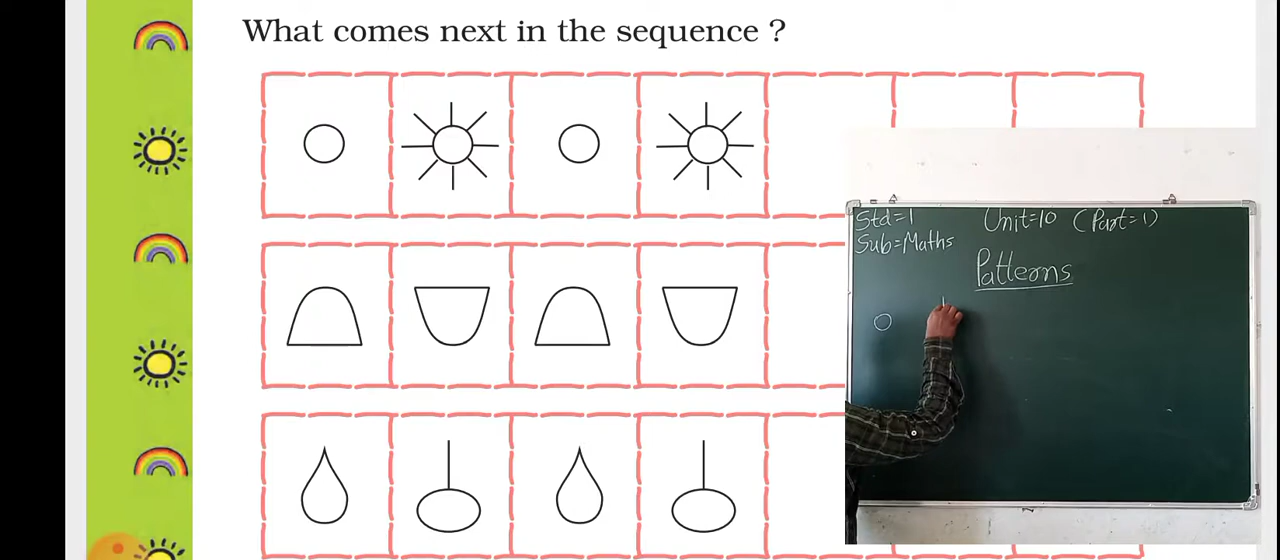 What comes next in the sequence ?
Std=1
Unit=10 (Part=1)
Sub=Maths
Patterns